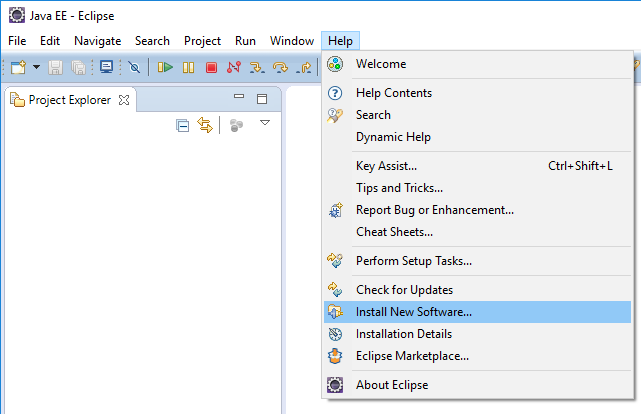 Java EE - Eclipse
File Edit Navigate Search Project Run Window Help
Project Explorer
Welcome
Help Contents
Search
Dynamic Help
Key Assist... Ctrl+Shift+L
Tips and Tricks...
Report Bug or Enhancement...
Cheat Sheets...
Perform Setup Tasks...
Check for Updates
Install New Software...
Installation Details
Eclipse Marketplace...
About Eclipse